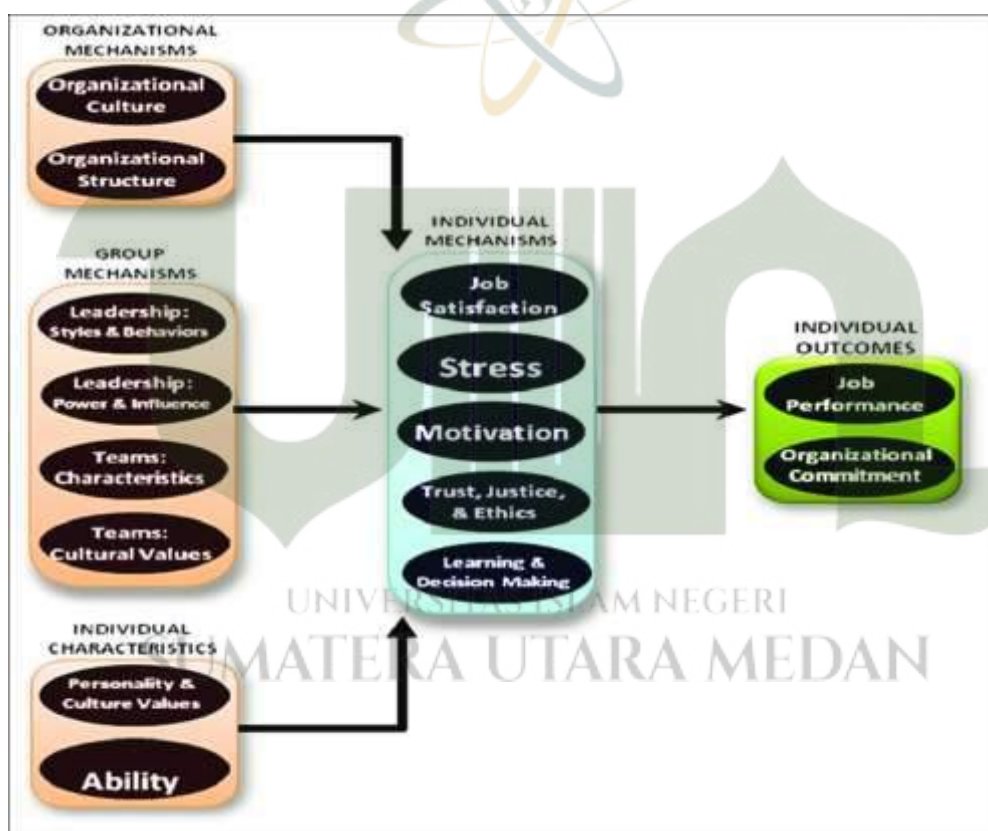 ORGANIZATIONAL
MECHANISMS
Organizational
Culture
Organizational
Structure
GROUP
MECHANISMS
Leadership:
Styles & Behaviors
Leadership:
Power & Influence
Teams:
Characteristics
Teams:
Cultural Values
INDIVIDUAL
CHARACTERISTICS
Personality &
Culture Values
Ability
INDIVIDUAL
MECHANISMS
Job
Satisfaction
Stress
Motivation
Trust, Justice,
& Ethics
Learning &
Decision Making
INDIVIDUAL
OUTCOMES
Job
Performance
Organizational
Commitment
UNIVERSITAS ISLAM NEGERI
SUMATERA UTARA MEDAN